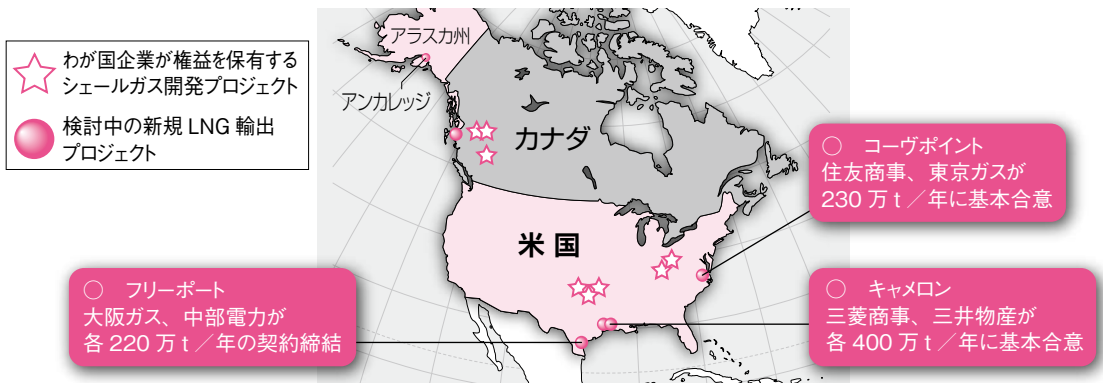 わが国企業が権益を保有する
シェールガス開発プロジェクト
検討中の新規 LNG 輸出
プロジェクト
アラスカ州
アンカレッジ
カナダ
米国
○ コーヴポイント
住友商事、東京ガスが
230 万 t /年に基本合意
○ フリーポート
大阪ガス、中部電力が
各 220 万 t /年の契約締結
○ キャメロン
三菱商事、三井物産が
各 400 万 t /年に基本合意